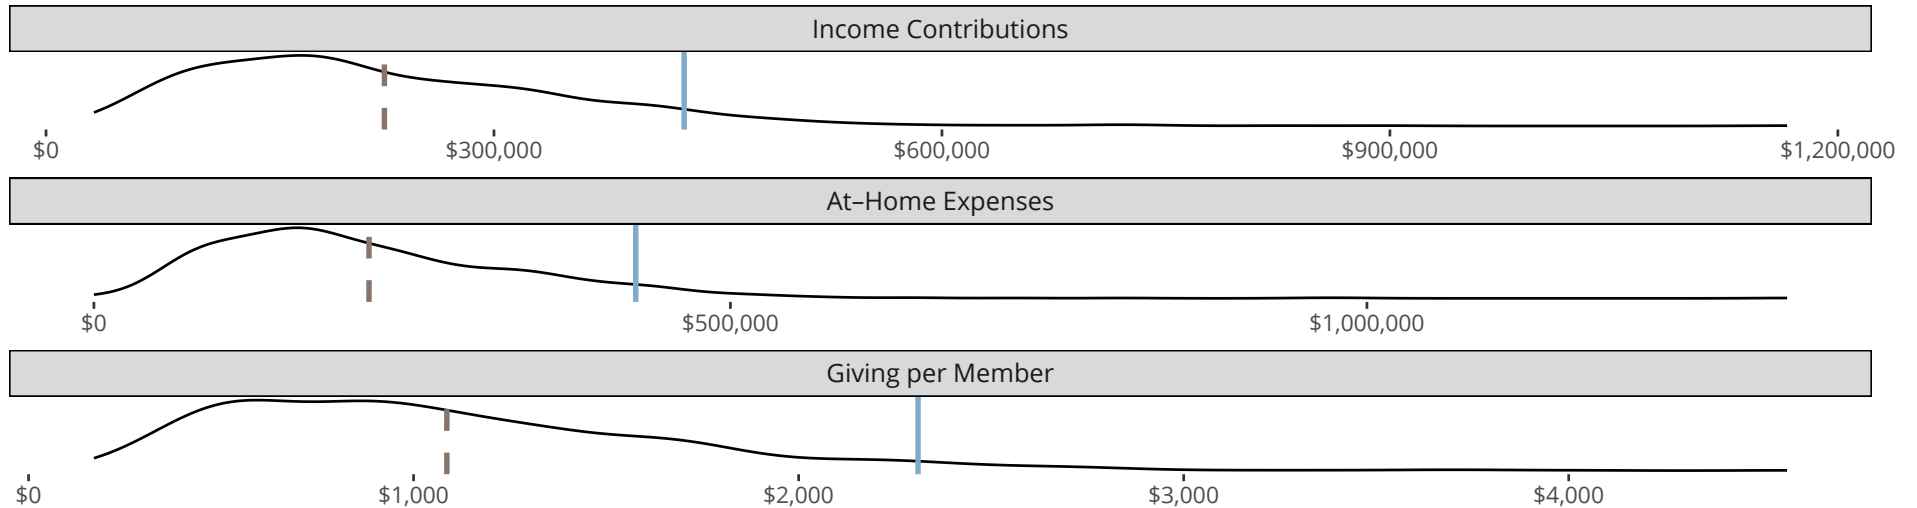 Income Contributions
$0 $300,000 $600,000 $900,000 $1,200,000
At–Home Expenses
$0 $500,000 $1,000,000
Giving per Member
$0 $1,000 $2,000 $3,000 $4,000